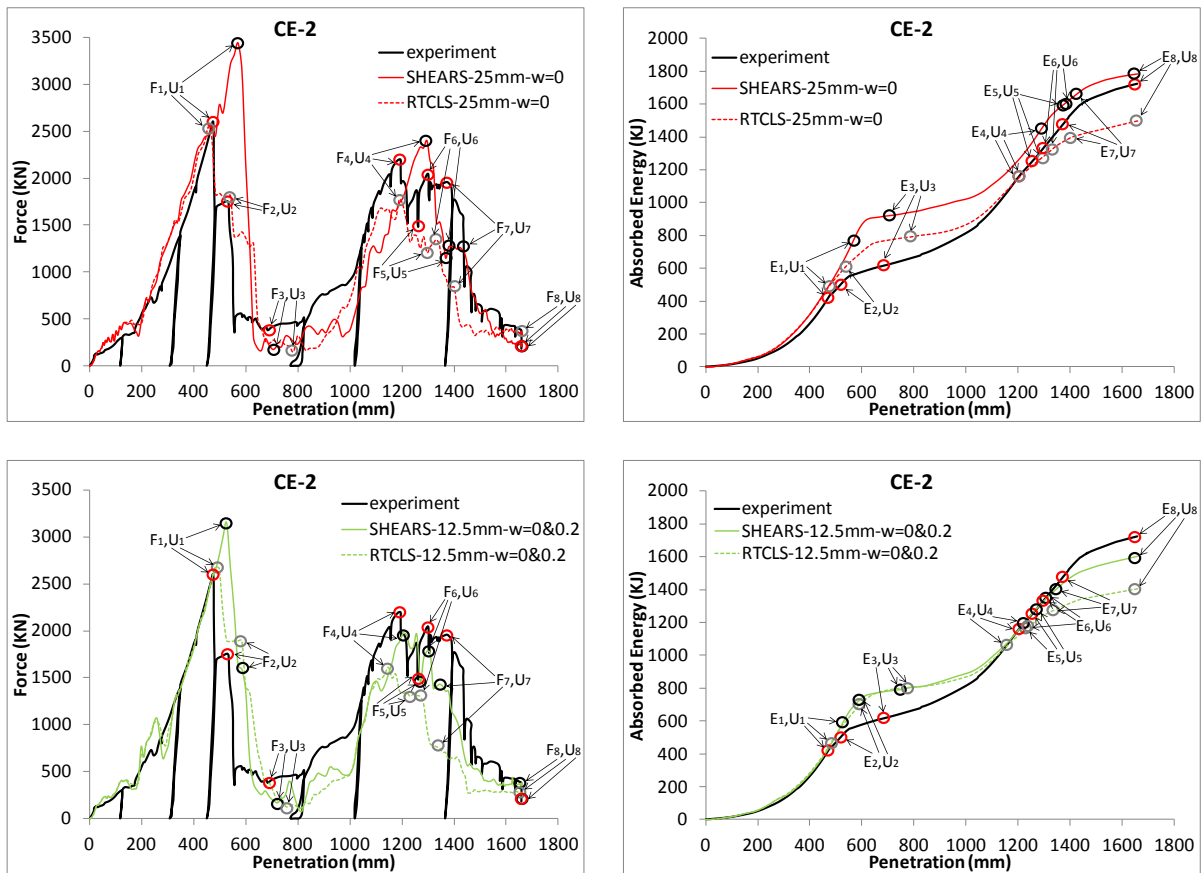 CE-2
Force (KN)
3500
3000
2500
2000
1500
1000
500
0
0 200 400 600 800 1000 1200 1400 1600 1800
Penetration (mm)
experiment
SHEARS-25mm-w=0
RTCLS-25mm-w=0
F1,U1
F2,U2
F3,U3
F4,U4
F5,U5
F6,U6
F7,U7
F8,U8
CE-2
Absorbed Energy (KJ)
2000
1800
1600
1400
1200
1000
800
600
400
200
0
0 200 400 600 800 1000 1200 1400 1600 1800
Penetration (mm)
experiment
SHEARS-25mm-w=0
RTCLS-25mm-w=0
E1,U1
E2,U2
E3,U3
E4,U4
E5,U5
E6,U6
E7,U7
E8,U8
CE-2
Force (KN)
3500
3000
2500
2000
1500
1000
500
0
0 200 400 600 800 1000 1200 1400 1600 1800
Penetration (mm)
experiment
SHEARS-12.5mm-w=0&0.2
RTCLS-12.5mm-w=0&0.2
F1,U1
F2,U2
F3,U3
F4,U4
F5,U5
F6,U6
F7,U7
F8,U8
CE-2
Absorbed Energy (KJ)
2000
1800
1600
1400
1200
1000
800
600
400
200
0
0 200 400 600 800 1000 1200 1400 1600 1800
Penetration (mm)
experiment
SHEARS-12.5mm-w=0&0.2
RTCLS-12.5mm-w=0&0.2
E1,U1
E2,U2
E3,U3
E4,U4
E5,U5
E6,U6
E7,U7
E8,U8